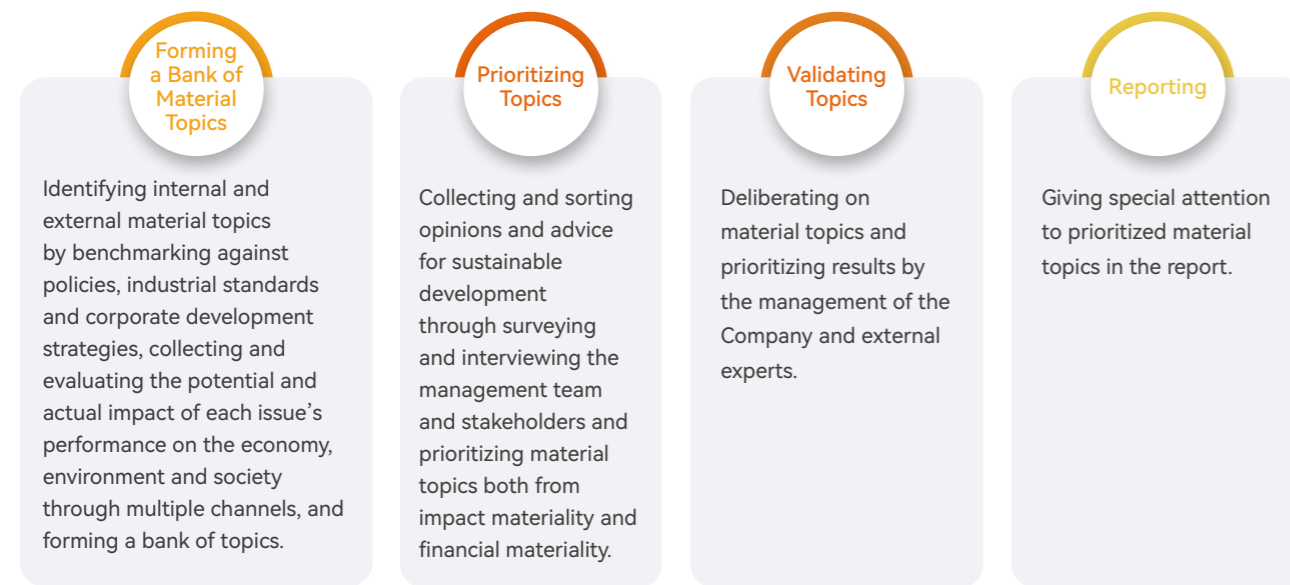 Forming
a Bank of
Material
Topics
Identifying internal and
external material topics
by benchmarking against
policies, industrial standards
and corporate development
strategies, collecting and
evaluating the potential and
actual impact of each issue’s
performance on the economy,
environment and society
through multiple channels, and
forming a bank of topics.
Prioritizing
Topics
Collecting and sorting
opinions and advice
for sustainable
development
through surveying
and interviewing the
management team
and stakeholders and
prioritizing material
topics both from
impact materiality and
financial materiality.
Validating
Topics
Deliberating on
material topics and
prioritizing results by
the management of the
Company and external
experts.
Reporting
Giving special attention
to prioritized material
topics in the report.